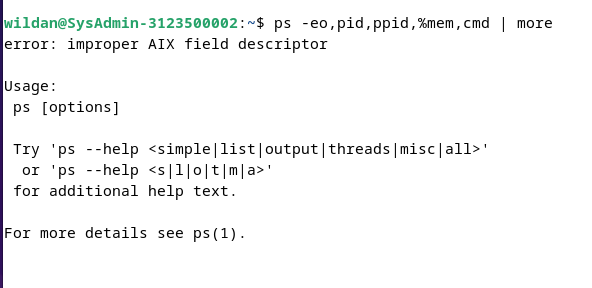 wildan@SysAdmin-3123500002:~$ ps -eo,pid,ppid,%mem,cmd | more
error: improper AIX field descriptor
Usage:
ps [options]
Try 'ps --help <simple|list|output|threads|misc|all>'
or 'ps --help <s|l|o|t|m|a>'
for additional help text.
For more details see ps(1).